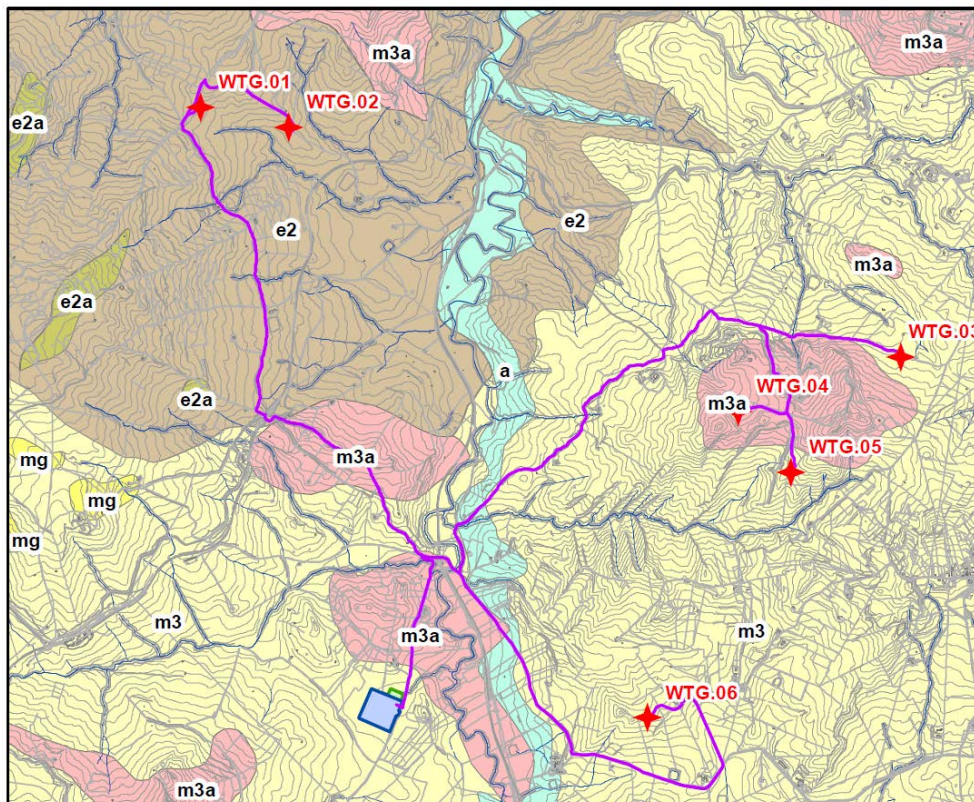 m3a
m3a
WTG.01
WTG.02
e2a
e2
e2
m3a
e2a
WTG.03
a
WTG.04
e2a
m3a
m3a
WTG.05
mg
mg
mg
m3
m3a
m3
WTG.06
m3a